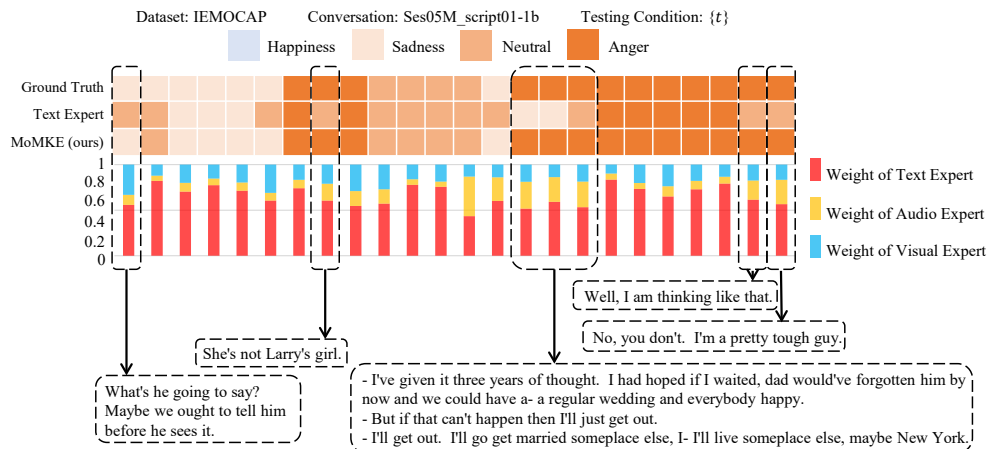 Dataset: IEMOCAP Conversation: Ses05M_script01-1b Testing Condition: {t}
Happiness Sadness Neutral Anger
Ground Truth
Text Expert
MoMKE (ours)
1
0.8
0.6
0.4
0.2
0
Weight of Text Expert
Weight of Audio Expert
Weight of Visual Expert
Well, I am thinking like that.
No, you don't. I'm a pretty tough guy.
She's not Larry's girl.
What's he going to say?
Maybe we ought to tell him
before he sees it.
- I've given it three years of thought. I had hoped if I waited, dad would've forgotten him by
now and we could have a- a regular wedding and everybody happy.
- But if that can't happen then I'll just get out.
- I'll get out. I'll go get married someplace else, I- I'll live someplace else, maybe New York.